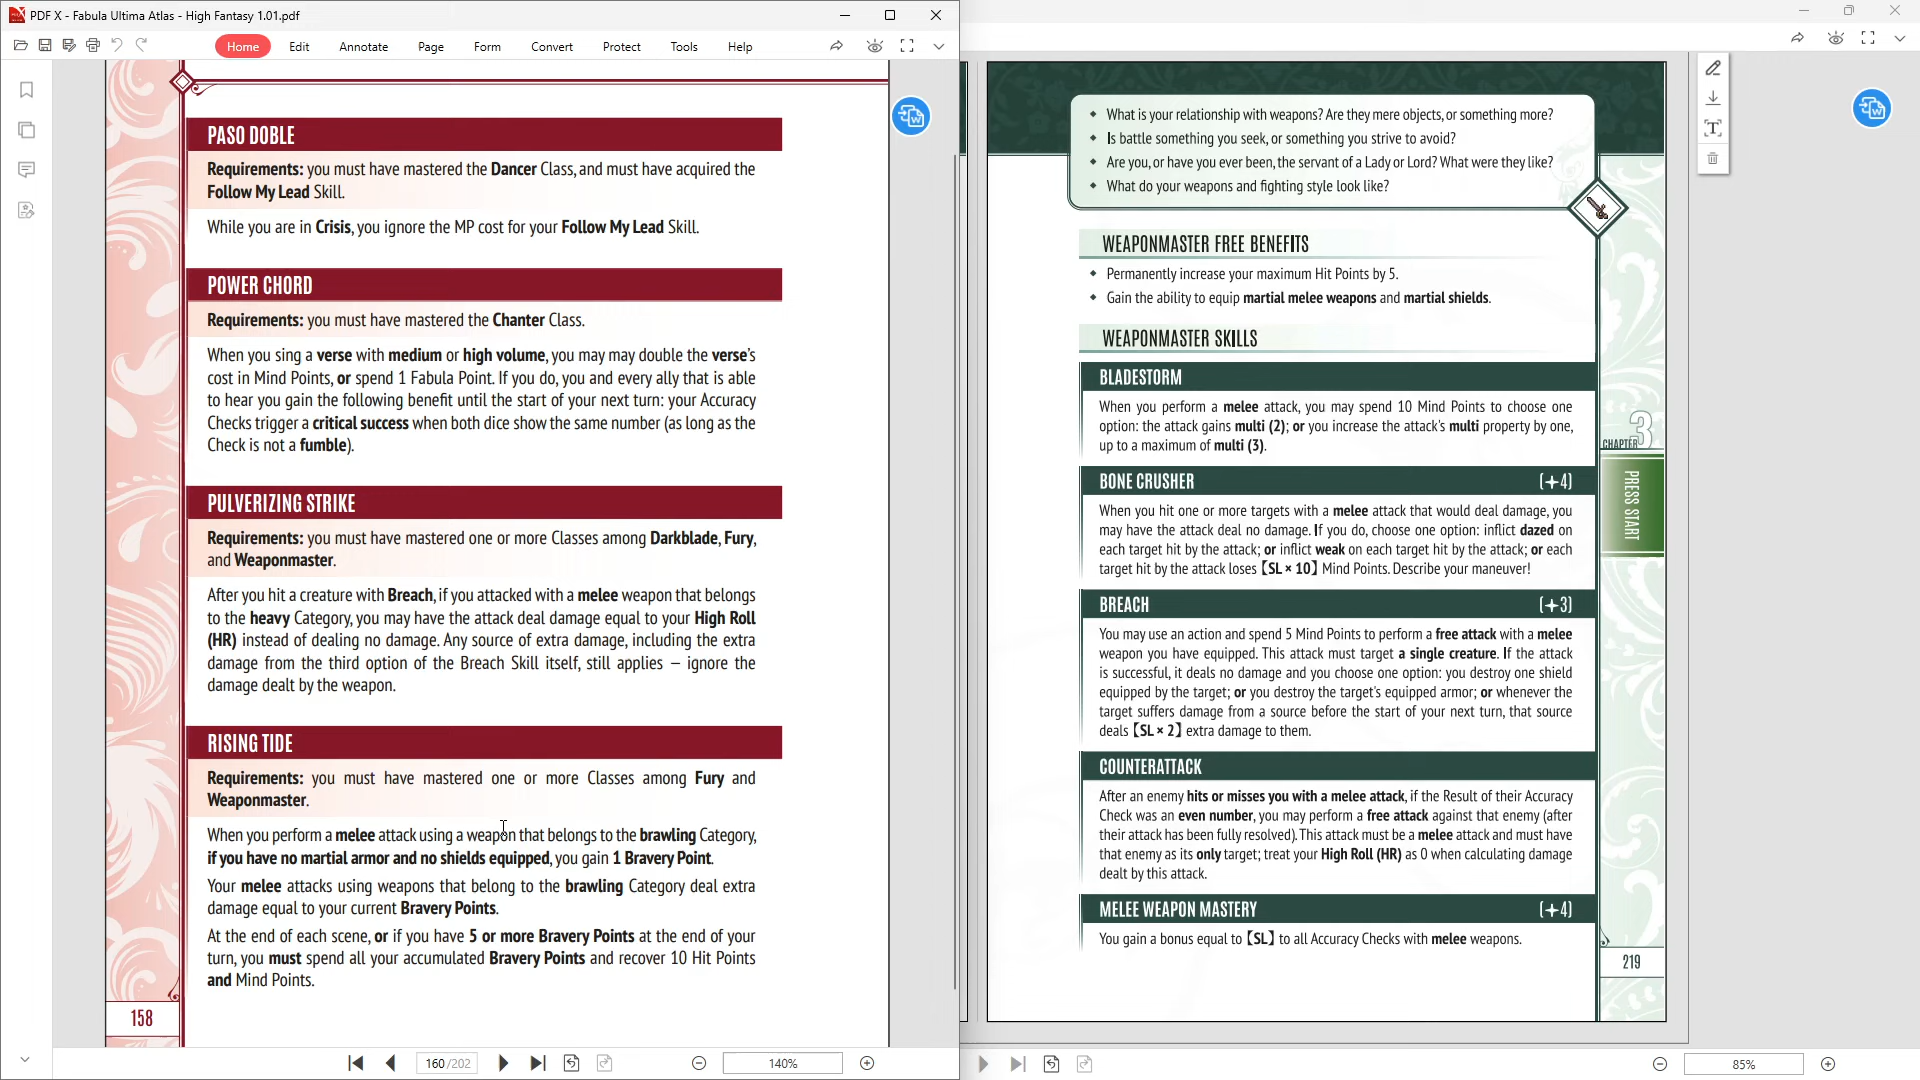 PDF X - Fabula Ultima Atlas - High Fantasy 1.01.pdf
Home Edit Annotate Page Form Convert Protect Tools Help
PASO DOBLE
Requirements: you must have mastered the Dancer Class, and must have acquired the
Follow My Lead Skill.
While you are in Crisis, you ignore the MP cost for your Follow My Lead Skill.
POWER CHORD
Requirements: you must have mastered the Chanter Class.
When you sing a verse with medium or high volume, you may may double the verse's
cost in Mind Points, or spend 1 Fabula Point. If you do, you and every ally that is able
to hear you gain the following benefit until the start of your next turn: your Accuracy
Checks trigger a critical success when both dice show the same number (as long as the
Check is not a fumble).
PULVERIZING STRIKE
Requirements: you must have mastered one or more Classes among Darkblade, Fury,
and Weaponmaster.
After you hit a creature with Breach, if you attacked with a melee weapon that belongs
to the heavy Category, you may have the attack deal damage equal to your High Roll
(HR) instead of dealing no damage. Any source of extra damage, including the extra
damage from the third option of the Breach Skill itself, still applies — ignore the
damage dealt by the weapon.
RISING TIDE
Requirements: you must have mastered one or more Classes among Fury and
Weaponmaster.
When you perform a melee attack using a weapon that belongs to the brawling Category,
if you have no martial armor and no shields equipped, you gain 1 Bravery Point.
Your melee attacks using weapons that belong to the brawling Category deal extra
damage equal to your current Bravery Points.
At the end of each scene, or if you have 5 or more Bravery Points at the end of your
turn, you must spend all your accumulated Bravery Points and recover 10 Hit Points
and Mind Points.
158
160 /202
140%
What is your relationship with weapons? Are they mere objects, or something more?
Is battle something you seek, or something you strive to avoid?
Are you, or have you ever been, the servant of a Lady or Lord? What were they like?
What do your weapons and fighting style look like?
WEAPONMASTER FREE BENEFITS
Permanently increase your maximum Hit Points by 5.
Gain the ability to equip martial melee weapons and martial shields.
WEAPONMASTER SKILLS
BLADESTORM
When you perform a melee attack, you may spend 10 Mind Points to choose one
option: the attack gains multi (2); or you increase the attack's multi property by one,
up to a maximum of multi (3).
BONE CRUSHER (✦4)
When you hit one or more targets with a melee attack that would deal damage, you
may have the attack deal no damage. If you do, choose one option: inflict dazed on
each target hit by the attack; or inflict weak on each target hit by the attack; or each
target hit by the attack loses 【SL × 10】 Mind Points. Describe your maneuver!
BREACH (✦3)
You may use an action and spend 5 Mind Points to perform a free attack with a melee
weapon you have equipped. This attack must target a single creature. If the attack
is successful, it deals no damage and you choose one option: you destroy one shield
equipped by the target; or you destroy the target's equipped armor; or whenever the
target suffers damage from a source before the start of your next turn, that source
deals 【SL × 2】 extra damage to them.
COUNTERATTACK
After an enemy hits or misses you with a melee attack, if the Result of their Accuracy
Check was an even number, you may perform a free attack against that enemy (after
their attack has been fully resolved). This attack must be a melee attack and must have
that enemy as its only target; treat your High Roll (HR) as 0 when calculating damage
dealt by this attack.
MELEE WEAPON MASTERY (✦4)
You gain a bonus equal to 【SL】 to all Accuracy Checks with melee weapons.
CHAPTER 3
PRESS START
219
85%